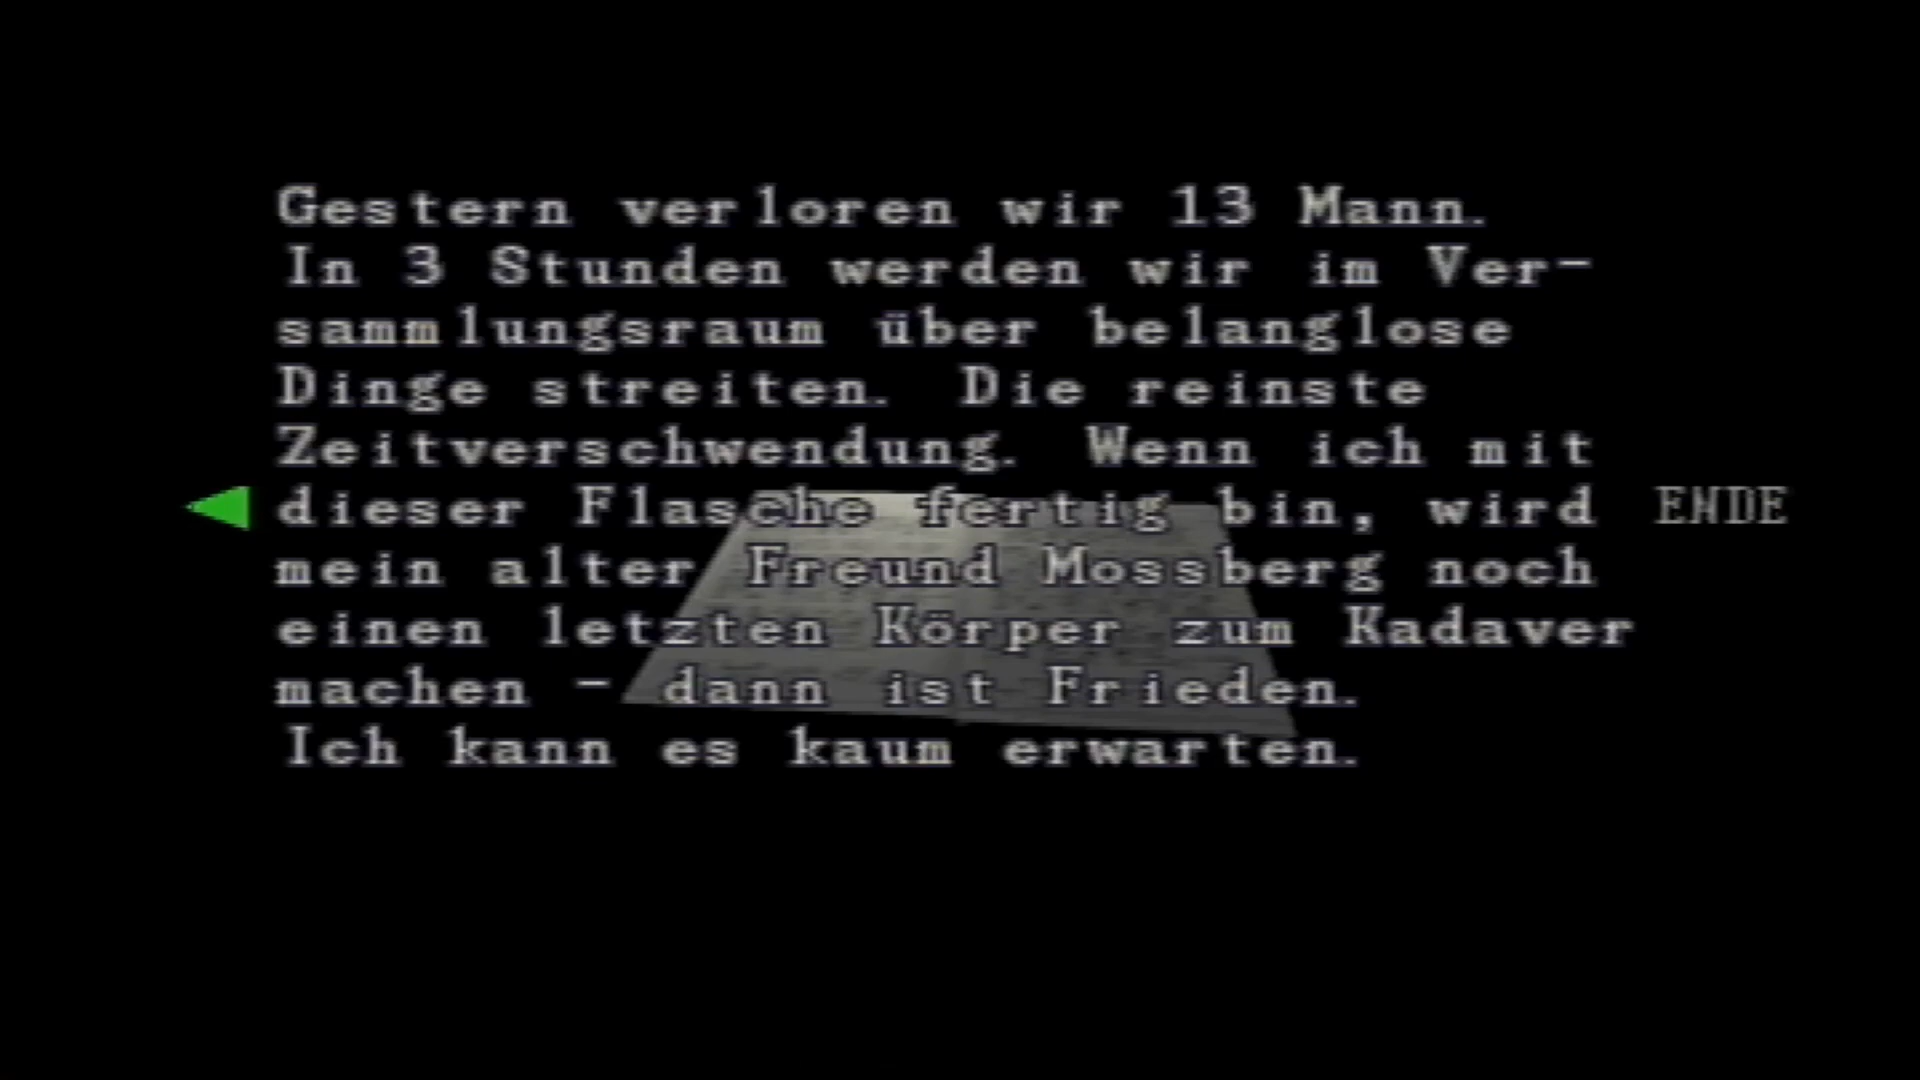 Gestern verloren wir 13 Mann.
In 3 Stunden werden wir im Ver-
sammlungsraum über belanglose
Dinge streiten. Die reinste
Zeitverschwendung. Wenn ich mit
dieser Flasche fertig bin, wird ENDE
mein alter Freund Mossberg noch
einen letzten Körper zum Kadaver
machen - dann ist Frieden.
Ich kann es kaum erwarten.